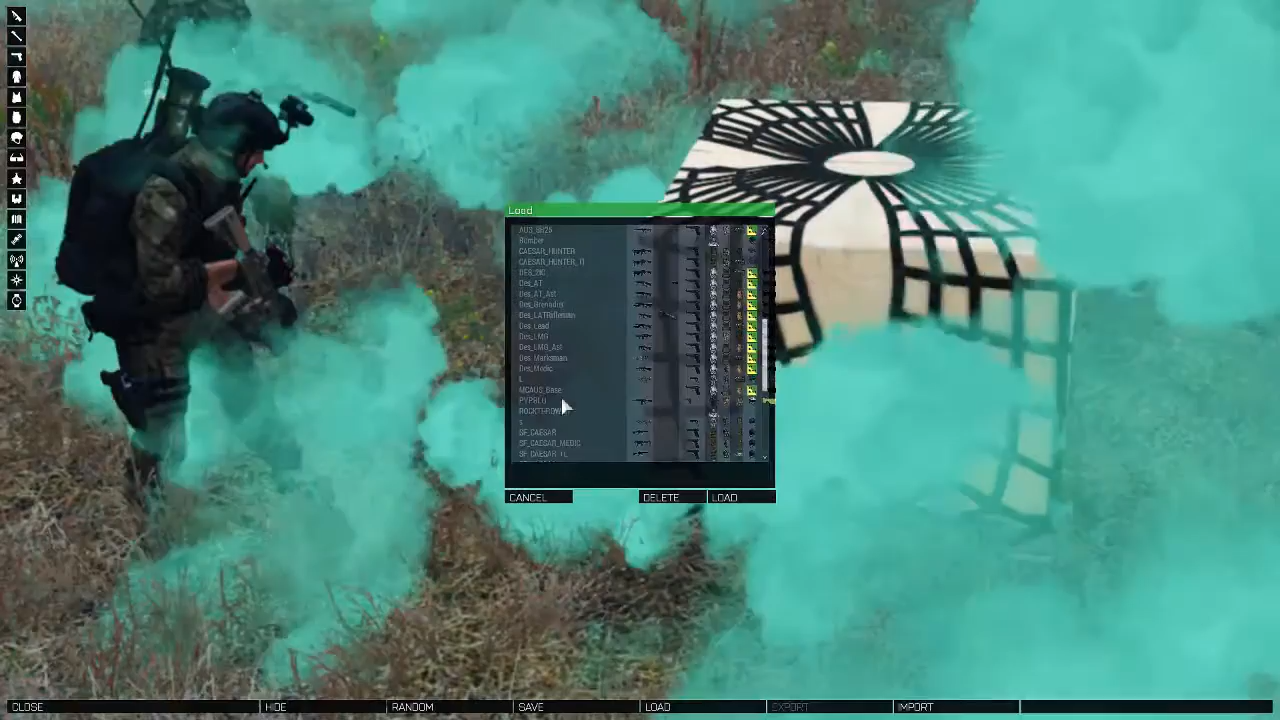 Load
AUS_SR25
Bomber
CAESAR_HUNTER
CAESAR_HUNTER_TI
Des_AT
Des_AT_Ast
Des_Grenadier
Des_LATRifleman
Des_Lead
Des_LMG
Des_LMG_Ast
Des_Marksman
Des_Medic
L
MCAUS_Base
S
SF_CAESAR
SF_CAESAR_MEDIC
SF_CAESAR_TL
CANCEL DELETE LOAD
CLOSE HIDE RANDOM SAVE LOAD EXPORT IMPORT